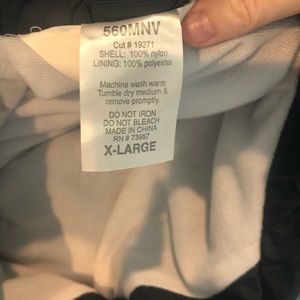 560MNV
Cut # 19271
SHELL: 100% nylon
LINING: 100% polyester
Machine wash warm
Tumble dry medium &
remove promptly.
DO NOT IRON
DO NOT BLEACH
MADE IN CHINA
RN # 73957
X-LARGE